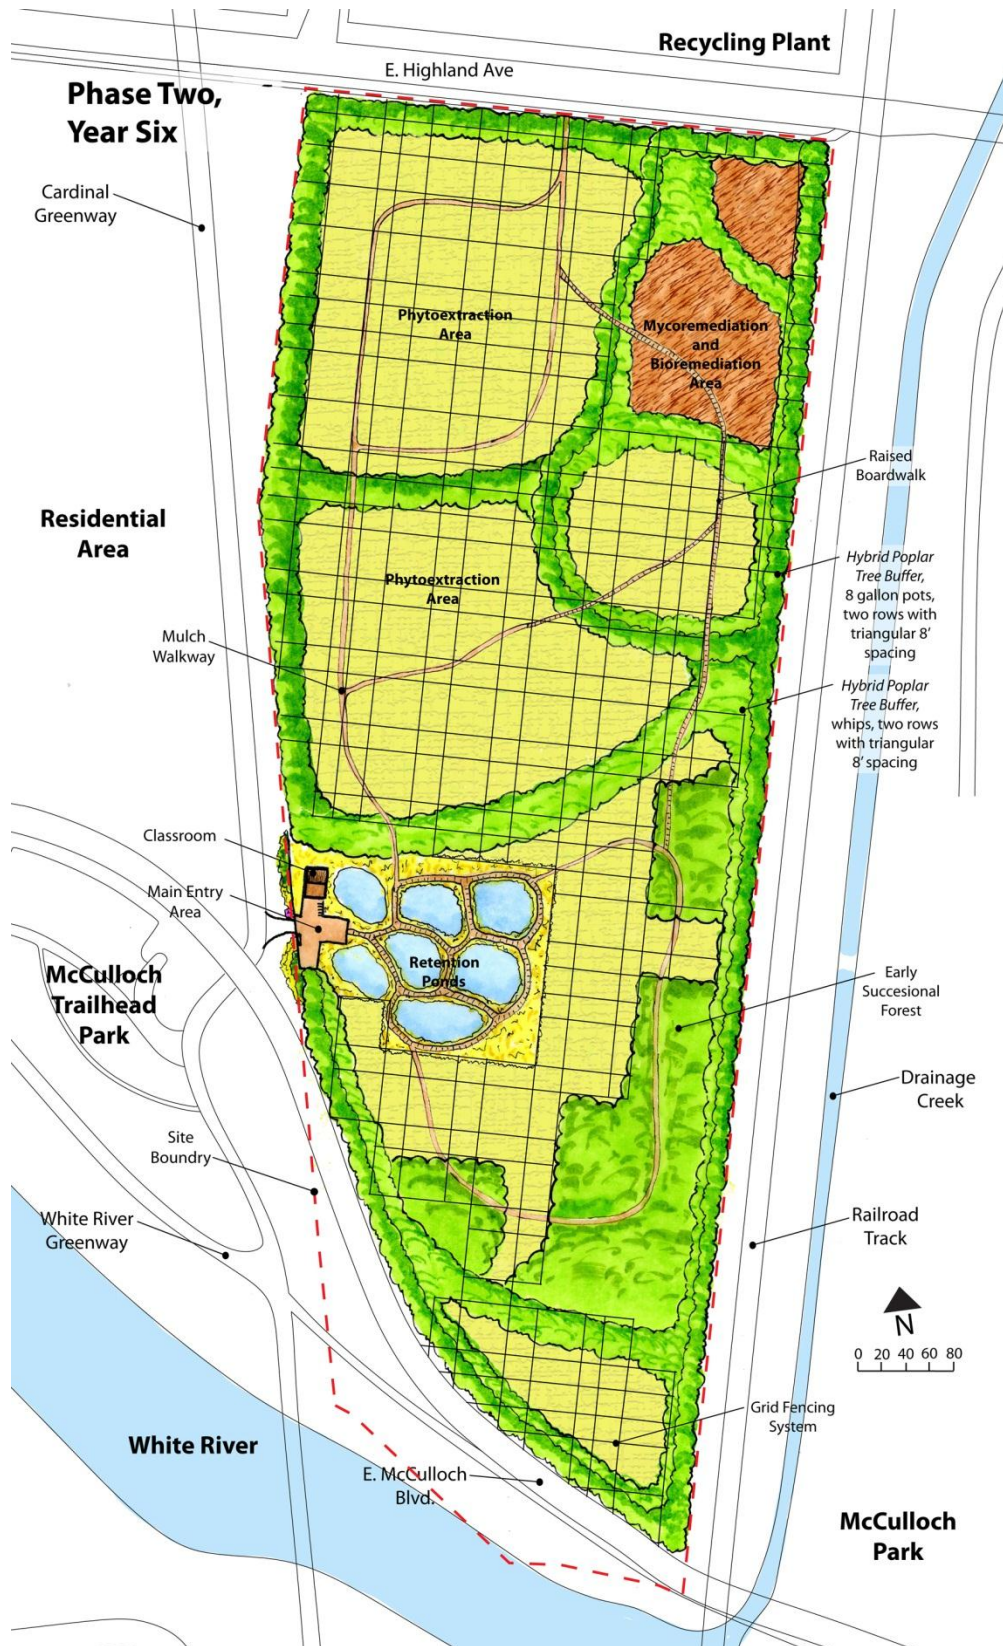 Recycling Plant
E. Highland Ave
Phase Two,
Year Six
Cardinal
Greenway
Phytoextraction
Area
Mycoremediation
and
Bioremediation
Area
Raised
Boardwalk
Residential
Area
Hybrid Poplar
Tree Buffer,
8 gallon pots,
two rows with
triangular 8'
spacing
Phytoextraction
Area
Mulch
Walkway
Hybrid Poplar
Tree Buffer,
whips, two rows
with triangular
8' spacing
Classroom
Main Entry
Area
McCulloch
Trailhead
Park
Retention
Ponds
Early
Succesional
Forest
Drainage
Creek
Site
Boundry
White River
Greenway
Railroad
Track
N
0 20 40 60 80
Grid Fencing
System
White River
E. McCulloch
Blvd.
McCulloch
Park